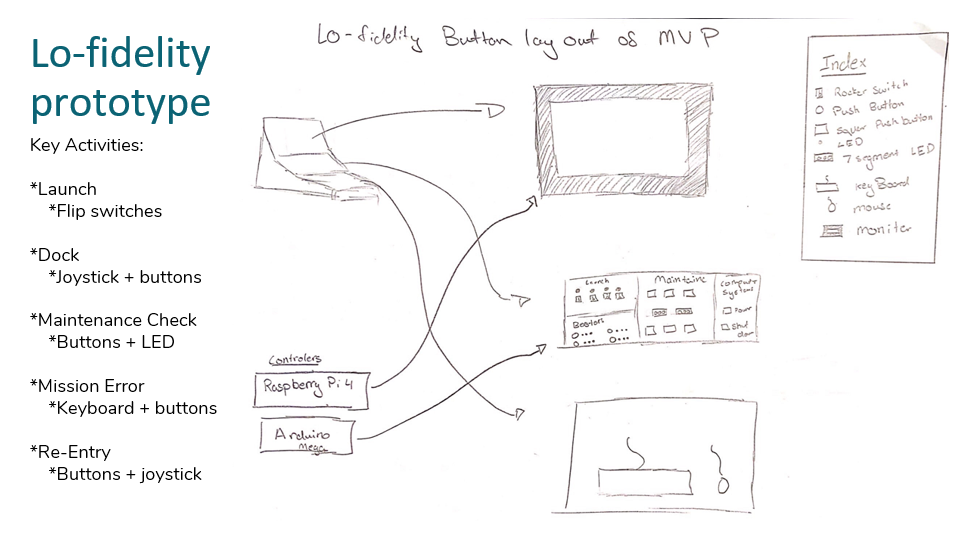 Lo-fidelity
prototype
Key Activities:
*Launch
*Flip switches
*Dock
*Joystick + buttons
*Maintenance Check
*Buttons + LED
*Mission Error
*Keyboard + buttons
*Re-Entry
*Buttons + joystick
Lo-fidelity Button layout of MVP
Controlers
Raspberry Pi 4
Arduino
Mega
Launch
Boosters
Maintaine
Computer
Systems
Power
Shut
down
Index
Rocker Switch
Push Button
Squer Push button
LED
7 segment LED
key Board
mouse
moniter